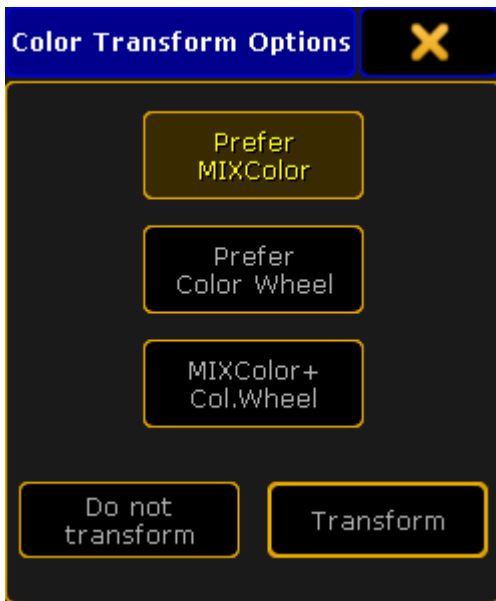 Color Transform Options
Prefer
MIXColor
Prefer
Color Wheel
MIXColor+
Col.Wheel
Do not
transform
Transform